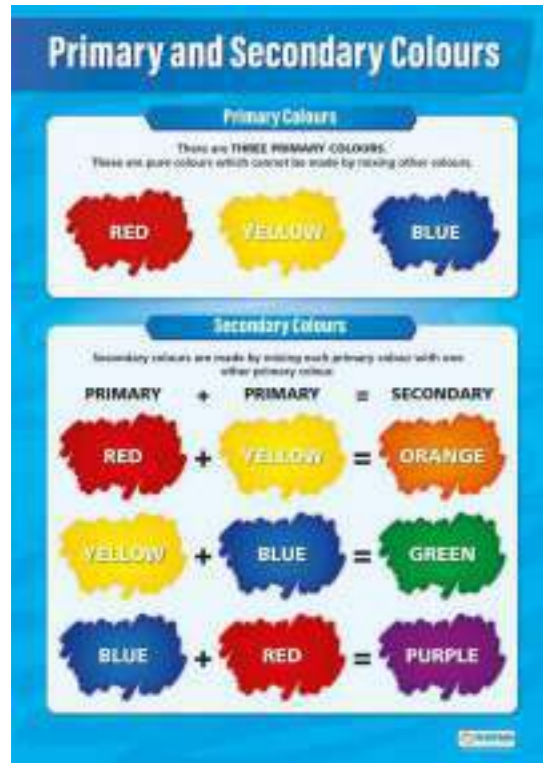 Primary and Secondary Colours
Primary Colours
There are THREE PRIMARY COLOURS.
These are pure colours which cannot be made by mixing other colours.
RED YELLOW BLUE
Secondary Colours
Secondary colours are made by mixing each primary colour with one
other primary colour.
PRIMARY + PRIMARY = SECONDARY
RED + YELLOW = ORANGE
YELLOW + BLUE = GREEN
BLUE + RED = PURPLE